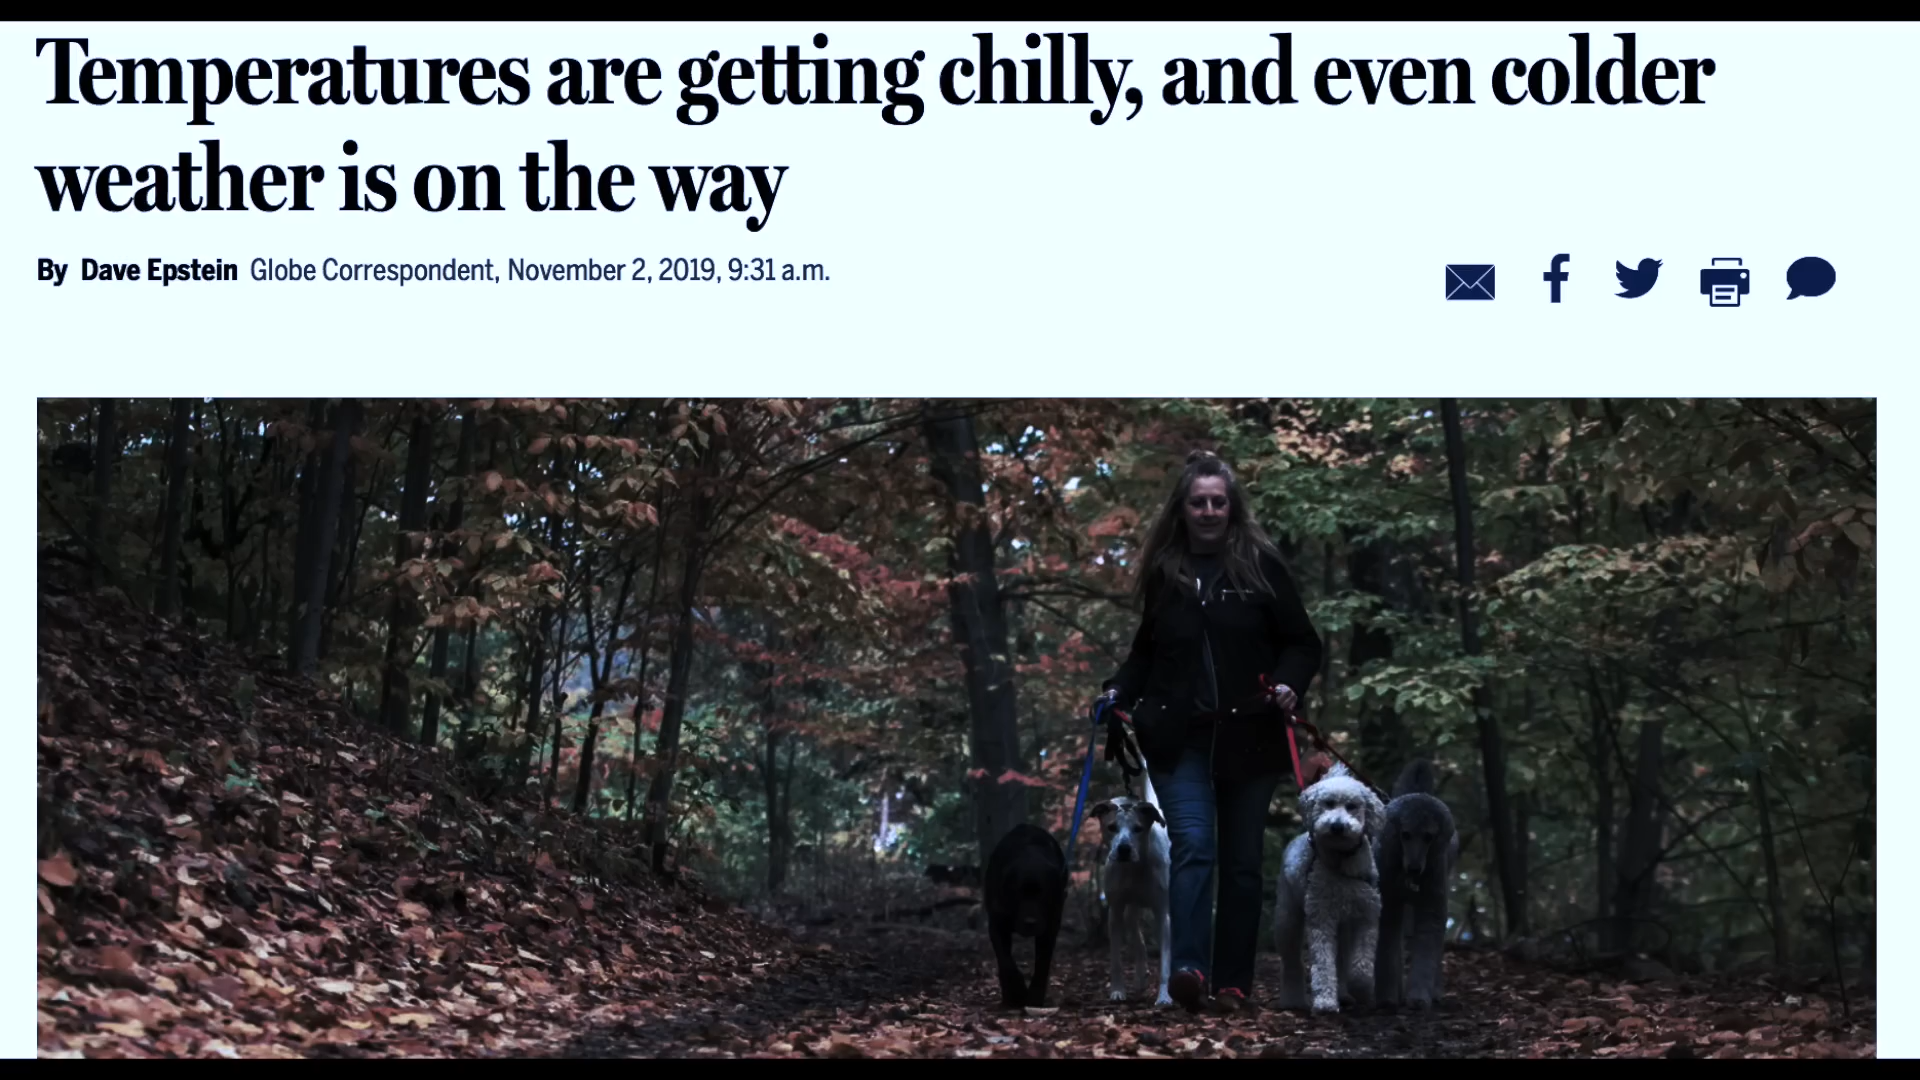 Temperatures are getting chilly, and even colder
weather is on the way
By Dave Epstein Globe Correspondent, November 2, 2019, 9:31 a.m.